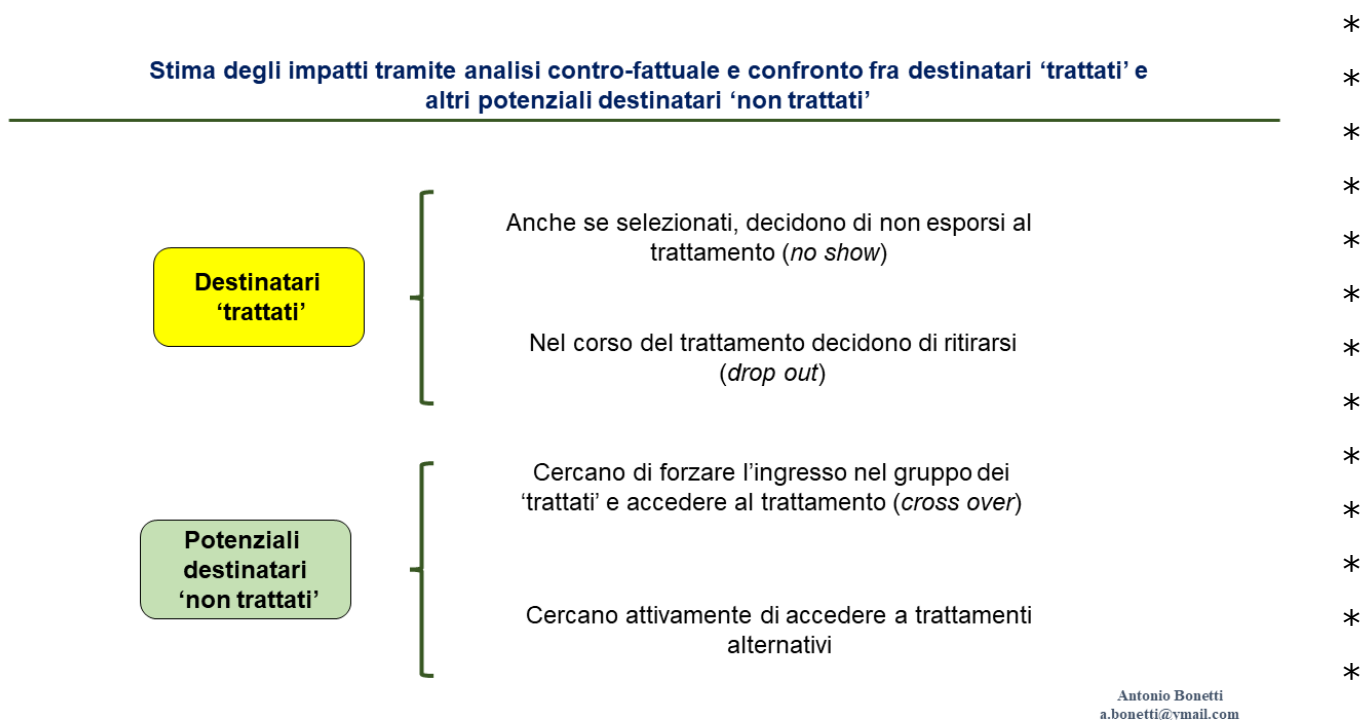 Stima degli impatti tramite analisi contro-fattuale e confronto fra destinatari ‘trattati’ e
altri potenziali destinatari ‘non trattati’
Destinatari
‘trattati’
Anche se selezionati, decidono di non esporsi al
trattamento (no show)
Nel corso del trattamento decidono di ritirarsi
(drop out)
Potenziali
destinatari
‘non trattati’
Cercano di forzare l’ingresso nel gruppo dei
‘trattati’ e accedere al trattamento (cross over)
Cercano attivamente di accedere a trattamenti
alternativi
Antonio Bonetti
a.bonetti@ymail.com
*
*
*
*
*
*
*
*
*
*
*
*
*